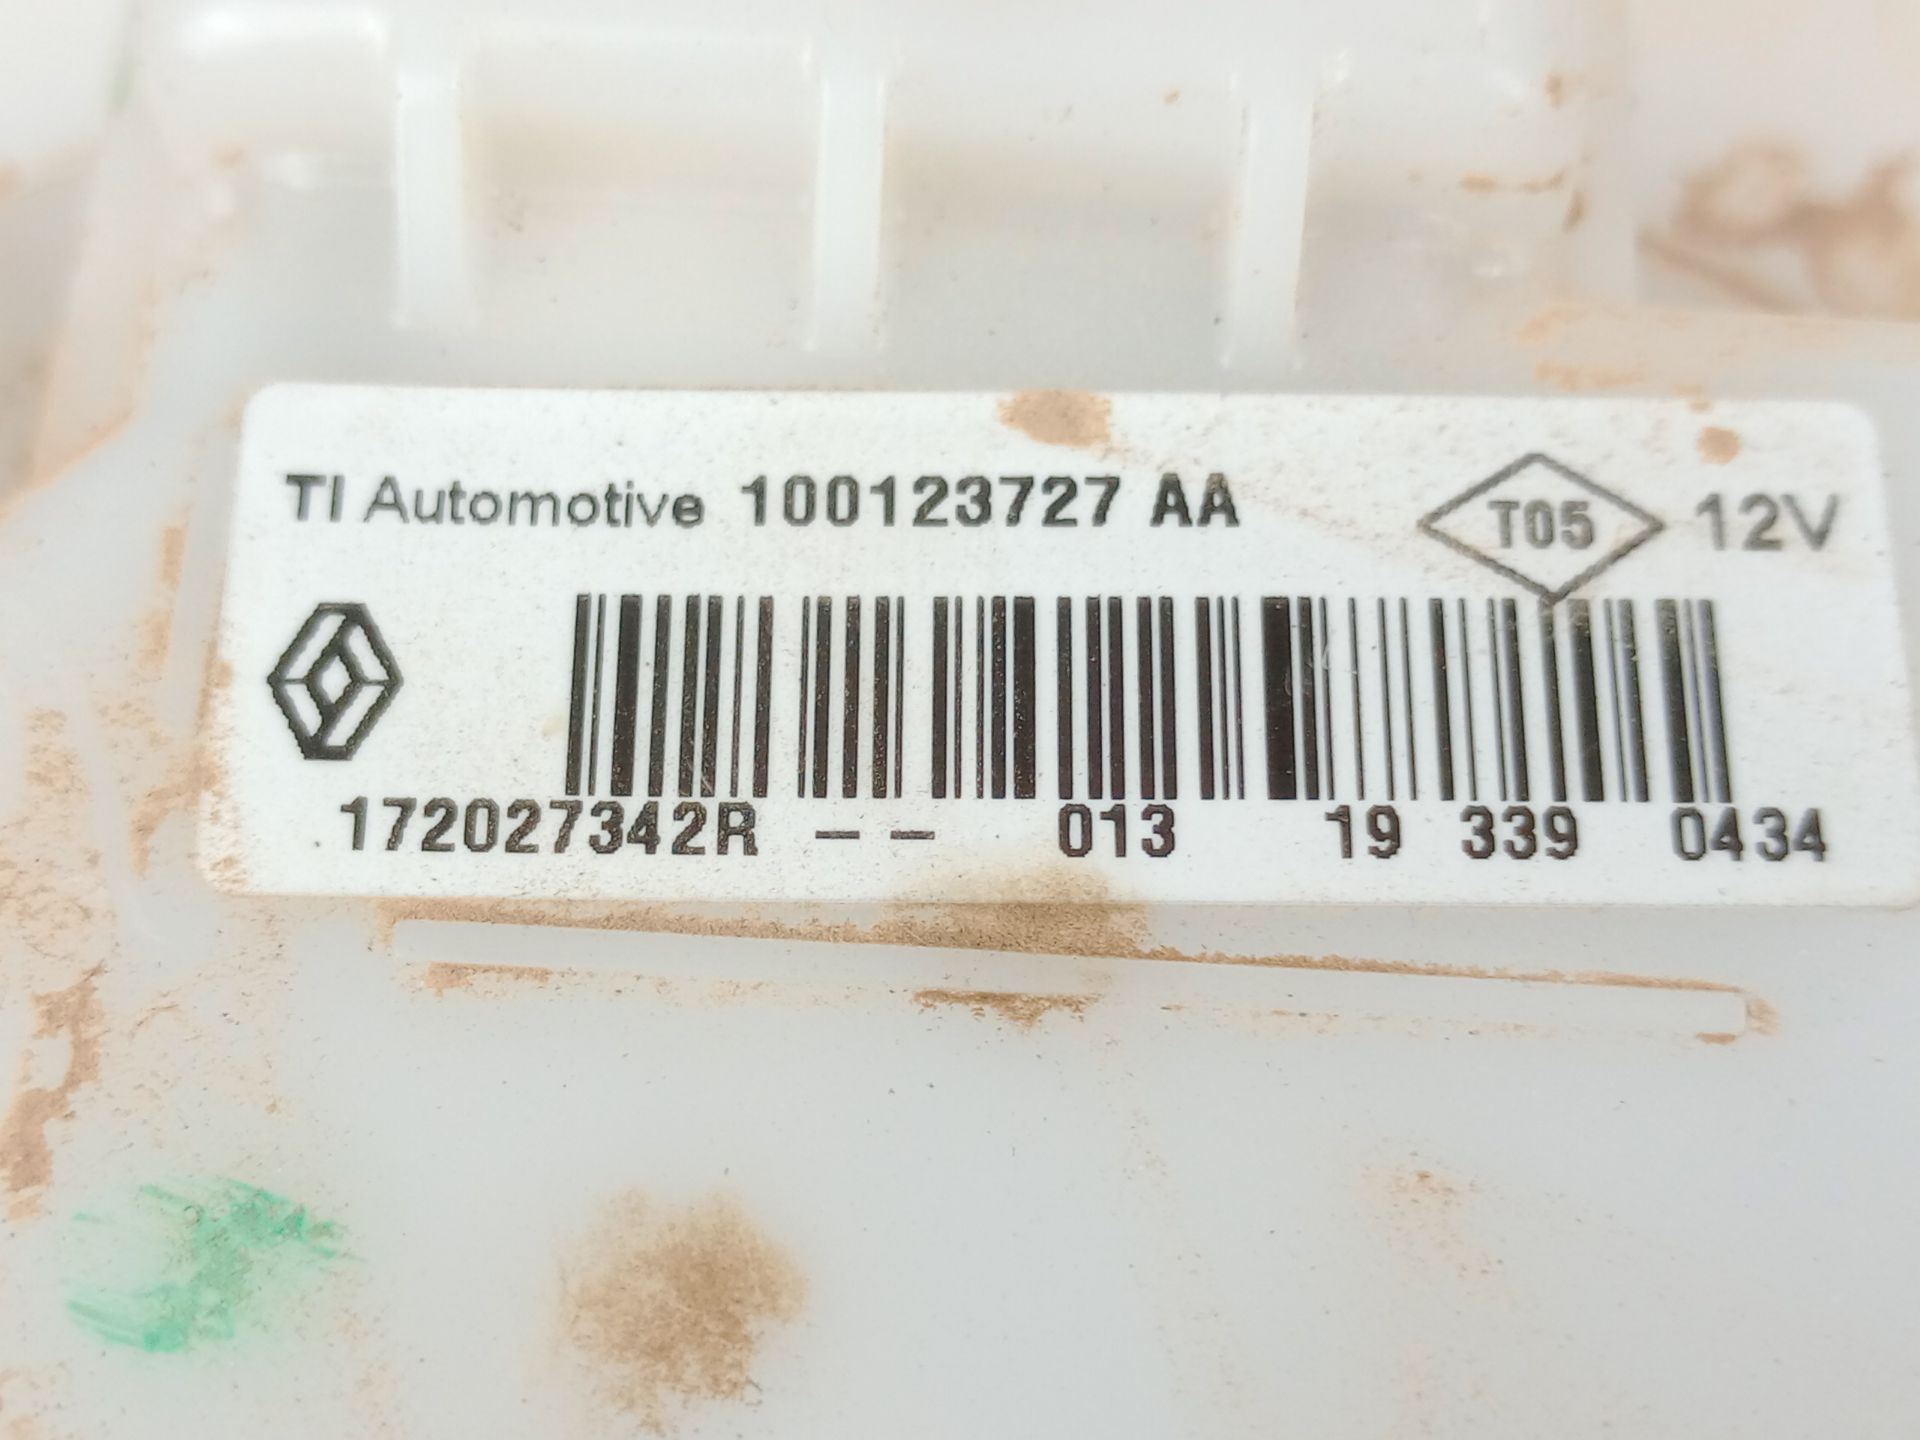 TI Automotive 100123727 AA T05 12V
172027342R -- 013 19 339 0434